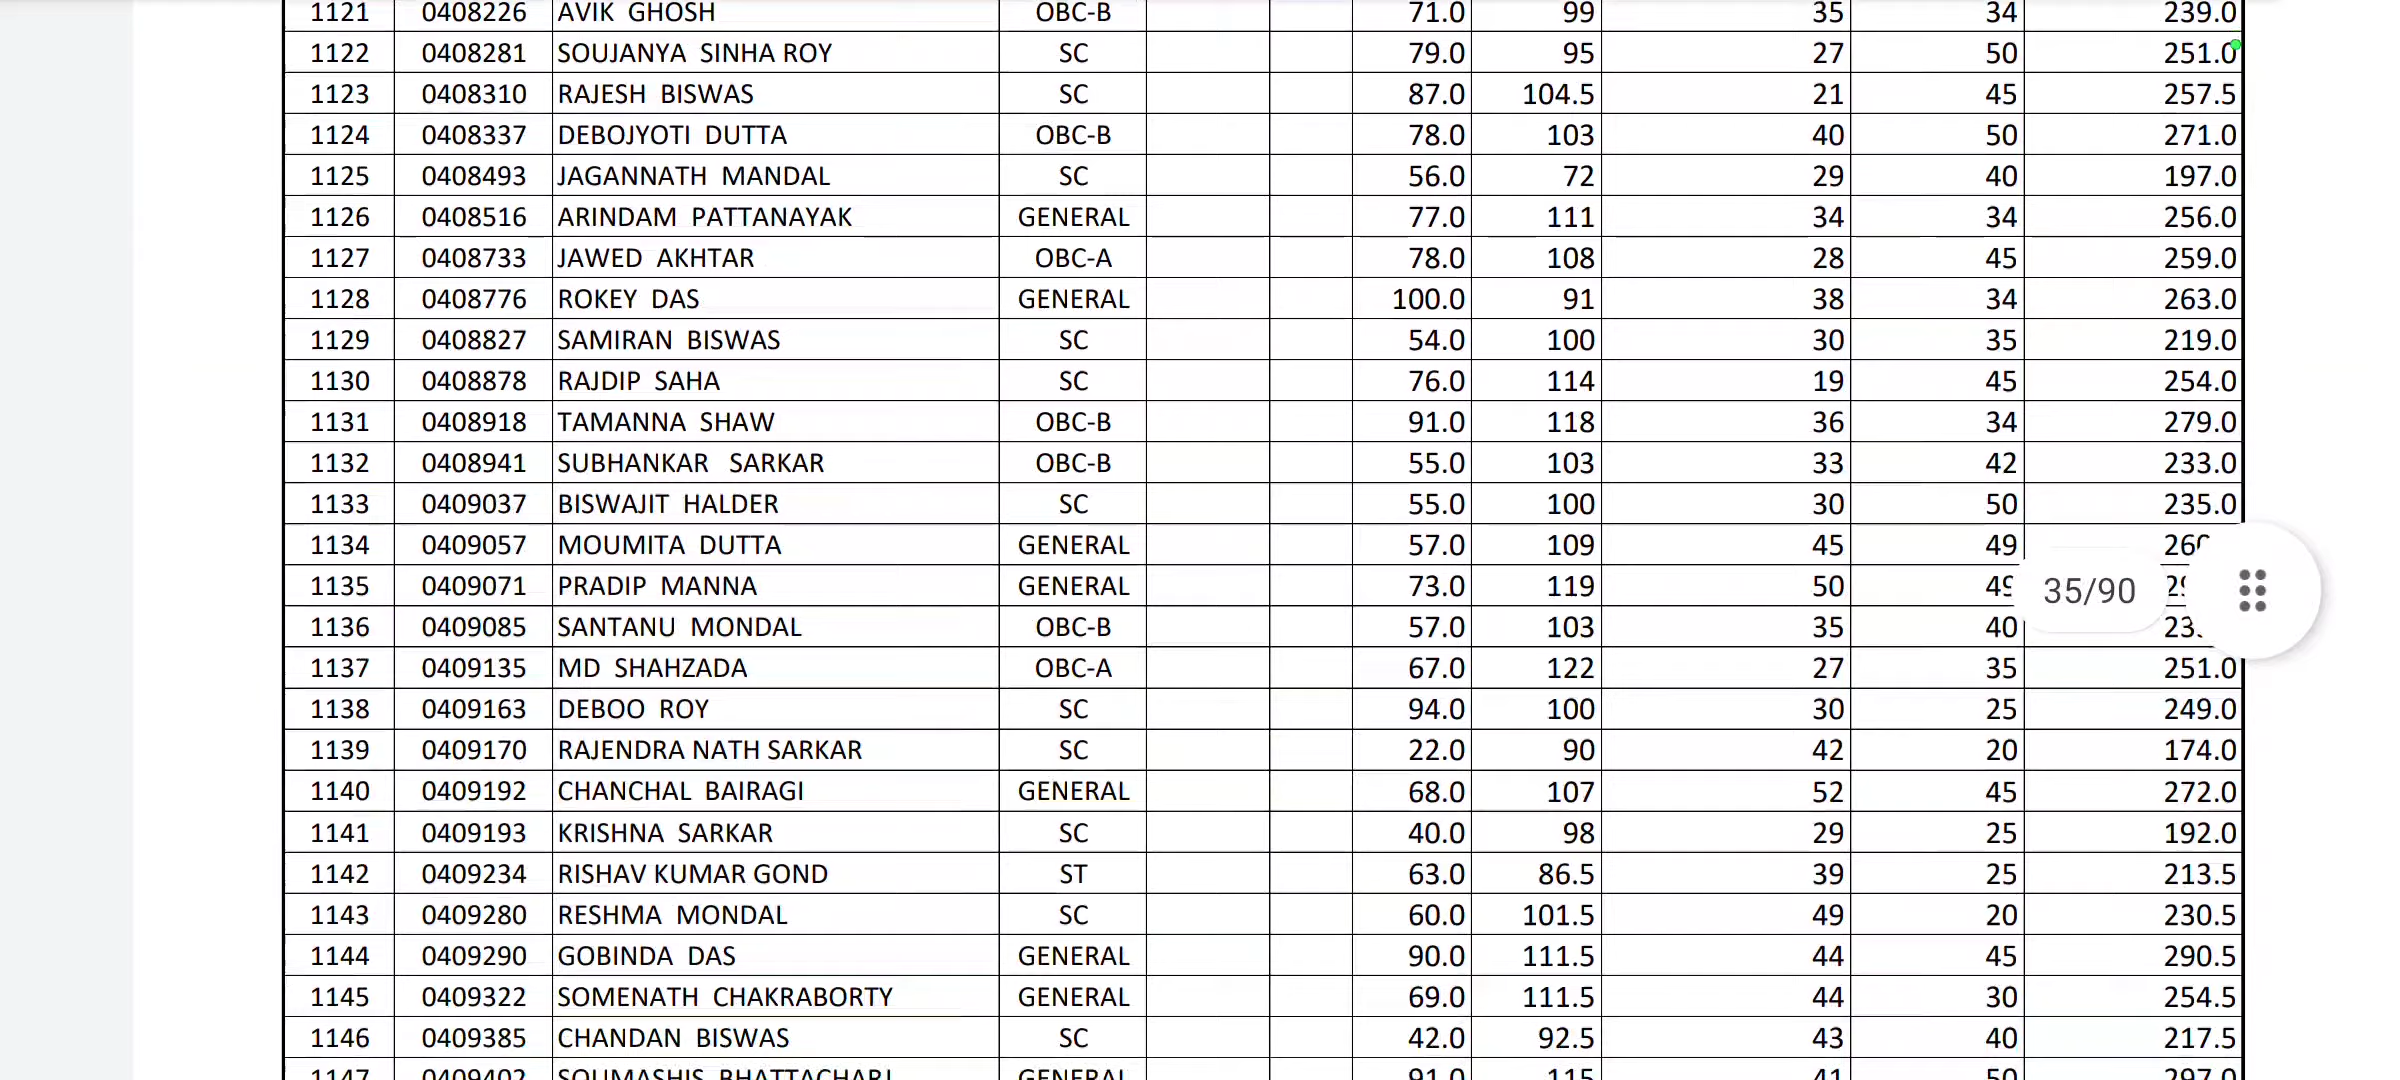 1121 0408226 AVIK GHOSH OBC-B 71.0 99 35 34 239.0
1122 0408281 SOUJANYA SINHA ROY SC 79.0 95 27 50 251.0
1123 0408310 RAJESH BISWAS SC 87.0 104.5 21 45 257.5
1124 0408337 DEBOJYOTI DUTTA OBC-B 78.0 103 40 50 271.0
1125 0408493 JAGANNATH MANDAL SC 56.0 72 29 40 197.0
1126 0408516 ARINDAM PATTANAYAK GENERAL 77.0 111 34 34 256.0
1127 0408733 JAWED AKHTAR OBC-A 78.0 108 28 45 259.0
1128 0408776 ROKEY DAS GENERAL 100.0 91 38 34 263.0
1129 0408827 SAMIRAN BISWAS SC 54.0 100 30 35 219.0
1130 0408878 RAJDIP SAHA SC 76.0 114 19 45 254.0
1131 0408918 TAMANNA SHAW OBC-B 91.0 118 36 34 279.0
1132 0408941 SUBHANKAR SARKAR OBC-B 55.0 103 33 42 233.0
1133 0409037 BISWAJIT HALDER SC 55.0 100 30 50 235.0
1134 0409057 MOUMITA DUTTA GENERAL 57.0 109 45 49
1135 0409071 PRADIP MANNA GENERAL 73.0 119 50 49 35/90
1136 0409085 SANTANU MONDAL OBC-B 57.0 103 35 40
1137 0409135 MD SHAHZADA OBC-A 67.0 122 27 35 251.0
1138 0409163 DEBOO ROY SC 94.0 100 30 25 249.0
1139 0409170 RAJENDRA NATH SARKAR SC 22.0 90 42 20 174.0
1140 0409192 CHANCHAL BAIRAGI GENERAL 68.0 107 52 45 272.0
1141 0409193 KRISHNA SARKAR SC 40.0 98 29 25 192.0
1142 0409234 RISHAV KUMAR GOND ST 63.0 86.5 39 25 213.5
1143 0409280 RESHMA MONDAL SC 60.0 101.5 49 20 230.5
1144 0409290 GOBINDA DAS GENERAL 90.0 111.5 44 45 290.5
1145 0409322 SOMENATH CHAKRABORTY GENERAL 69.0 111.5 44 30 254.5
1146 0409385 CHANDAN BISWAS SC 42.0 92.5 43 40 217.5
1147 0409402 SOUMASHIS BHATTACHARJ GENERAL 91.0 115 41 50 297.0